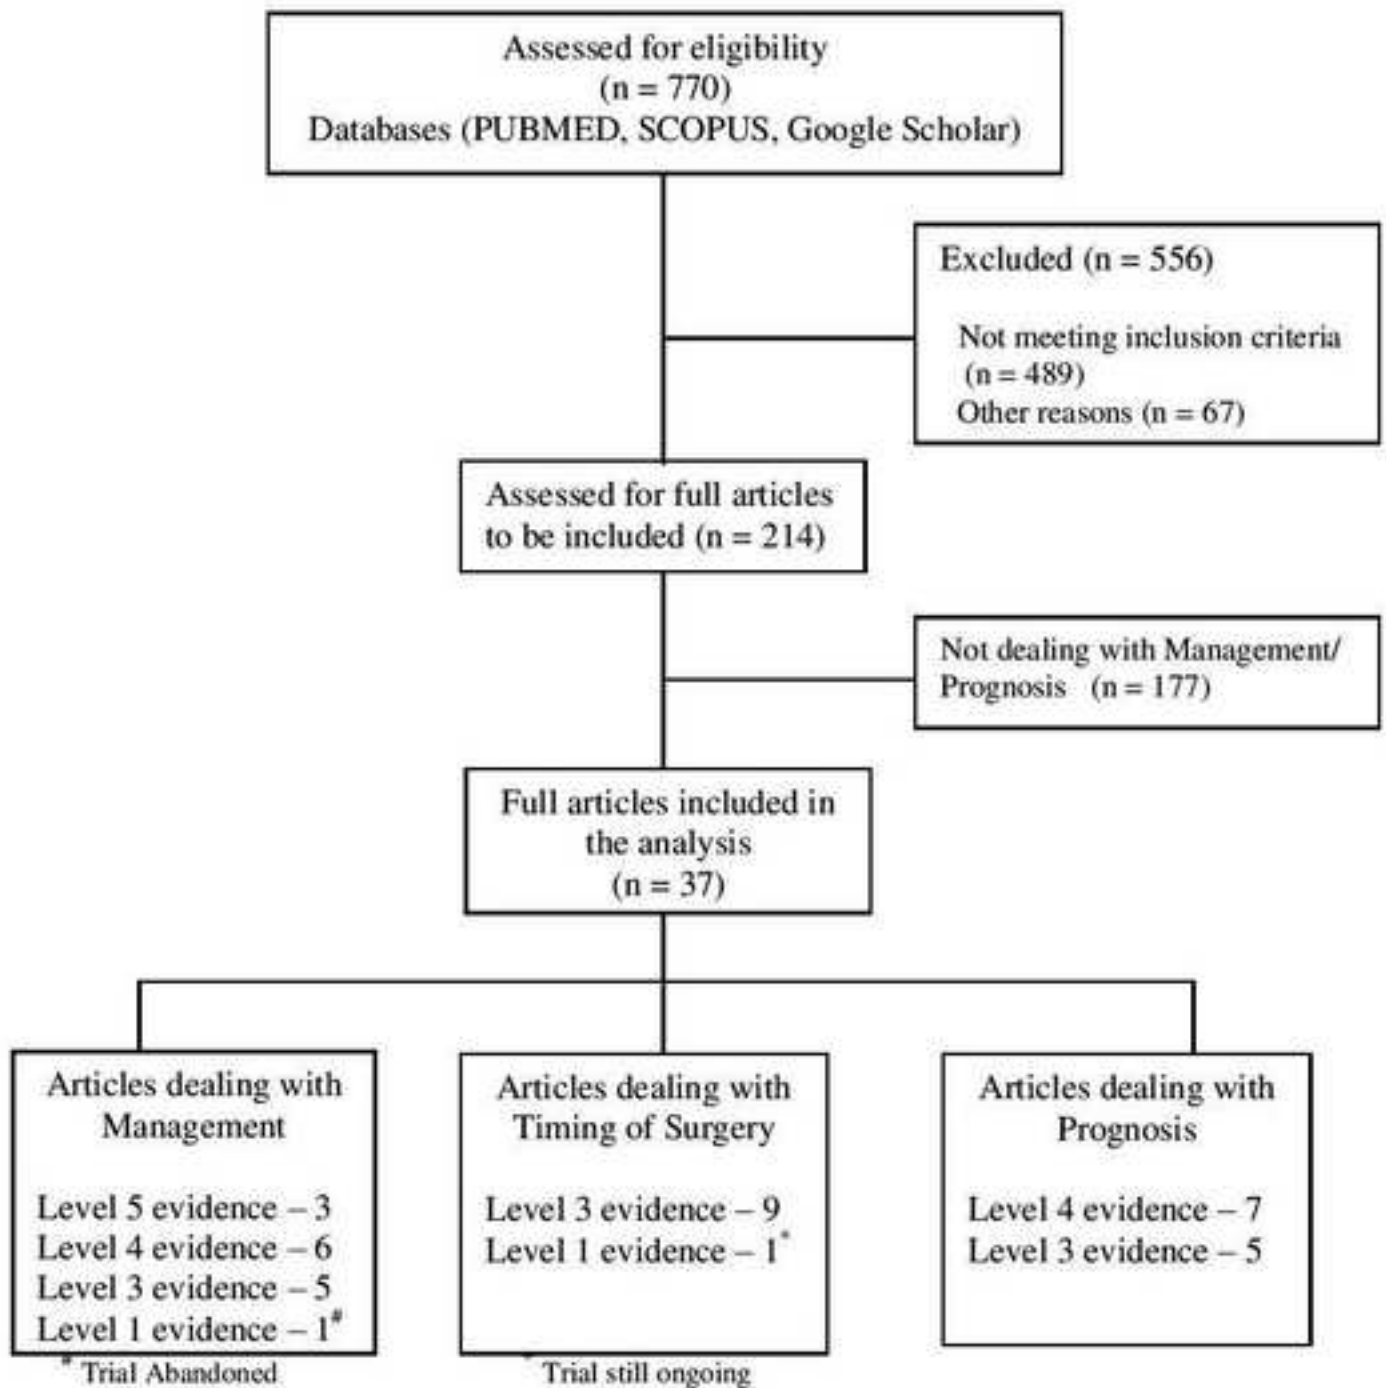 Assessed for eligibility
(n = 770)
Databases (PUBMED, SCOPUS, Google Scholar)
Excluded (n = 556)
Not meeting inclusion criteria
(n = 489)
Other reasons (n = 67)
Assessed for full articles
to be included (n = 214)
Not dealing with Management/
Prognosis (n = 177)
Full articles included in
the analysis
(n = 37)
Articles dealing with
Management
Level 5 evidence – 3
Level 4 evidence – 6
Level 3 evidence – 5
Level 1 evidence – 1#
# Trial Abandoned
Articles dealing with
Timing of Surgery
Level 3 evidence – 9
Level 1 evidence – 1*
* Trial still ongoing
Articles dealing with
Prognosis
Level 4 evidence – 7
Level 3 evidence – 5